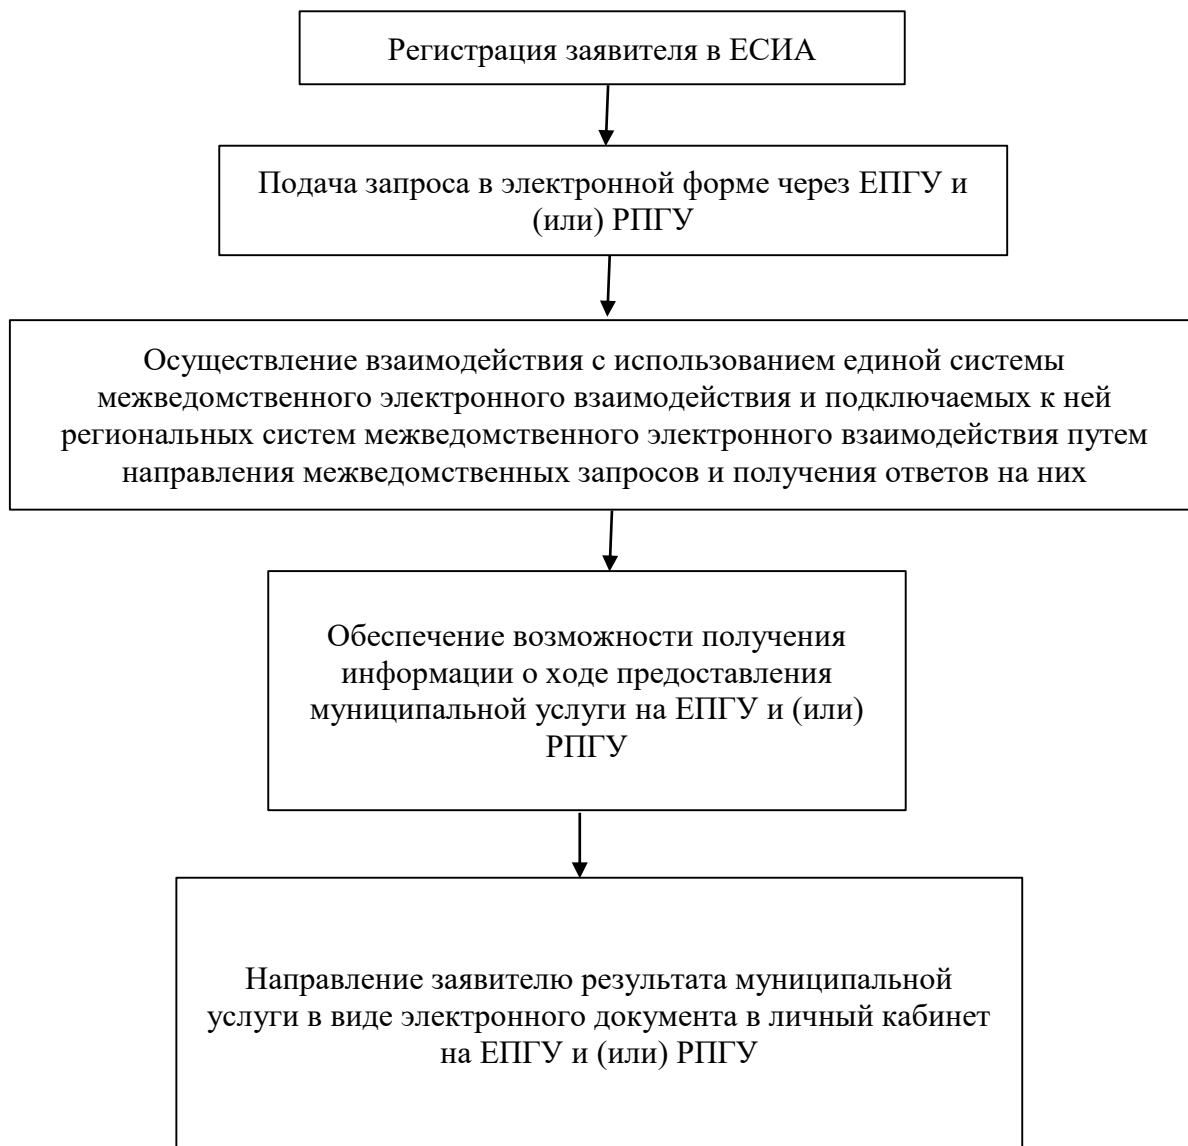 Регистрация заявителя в ЕСИА
Подача запроса в электронной форме через ЕПГУ и
(или) РПГУ
Осуществление взаимодействия с использованием единой системы
межведомственного электронного взаимодействия и подключаемых к ней
региональных систем межведомственного электронного взаимодействия путем
направления межведомственных запросов и получения ответов на них
Обеспечение возможности получения
информации о ходе предоставления
муниципальной услуги на ЕПГУ и (или)
РПГУ
Направление заявителю результата муниципальной
услуги в виде электронного документа в личный кабинет
на ЕПГУ и (или) РПГУ